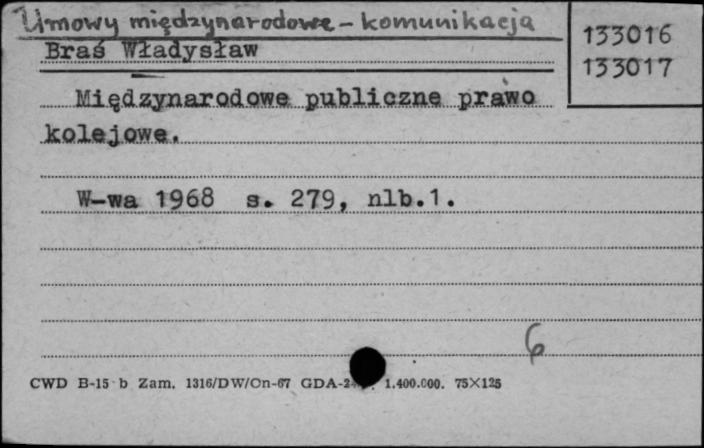 Umowy międzynarodowe - komunikacja
133016
133017
Braś Władysław
Międzynarodowe publiczne prawo
kolejowe.
W-wa 1968 s. 279, nlb.1.
6
CWD B-15 b Zam. 1316/DW/On-67 GDA-2 1.400.000. 75X125